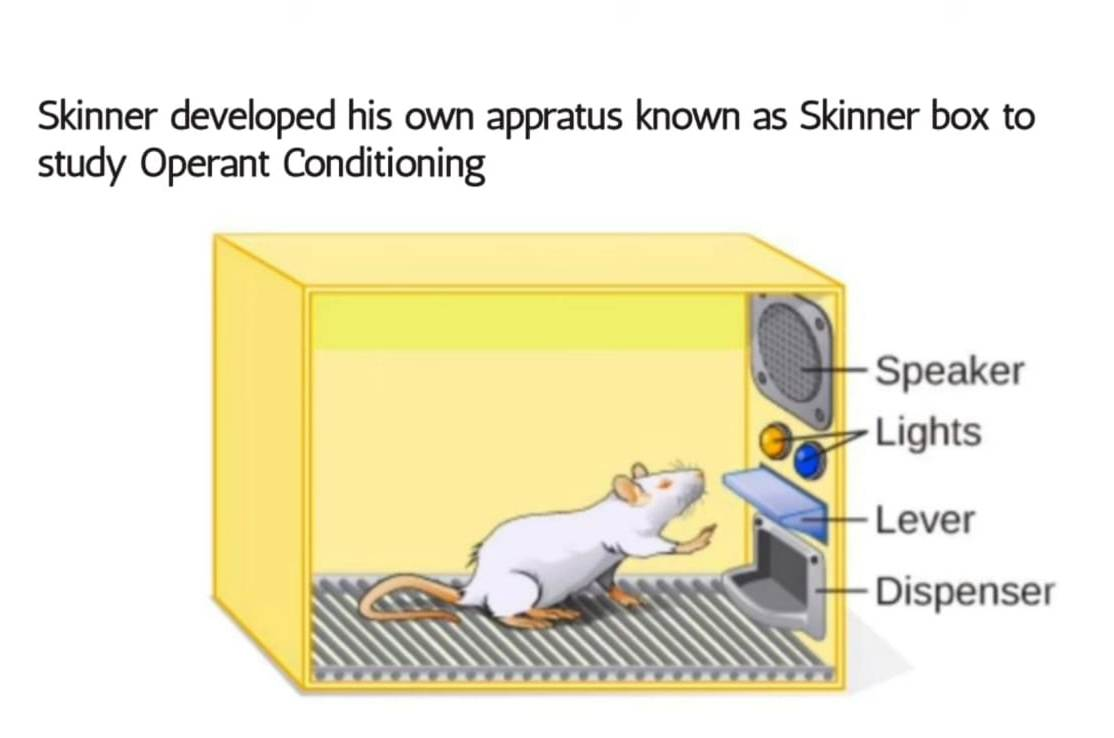 Skinner developed his own appratus known as Skinner box to
study Operant Conditioning
Speaker
Lights
Lever
Dispenser